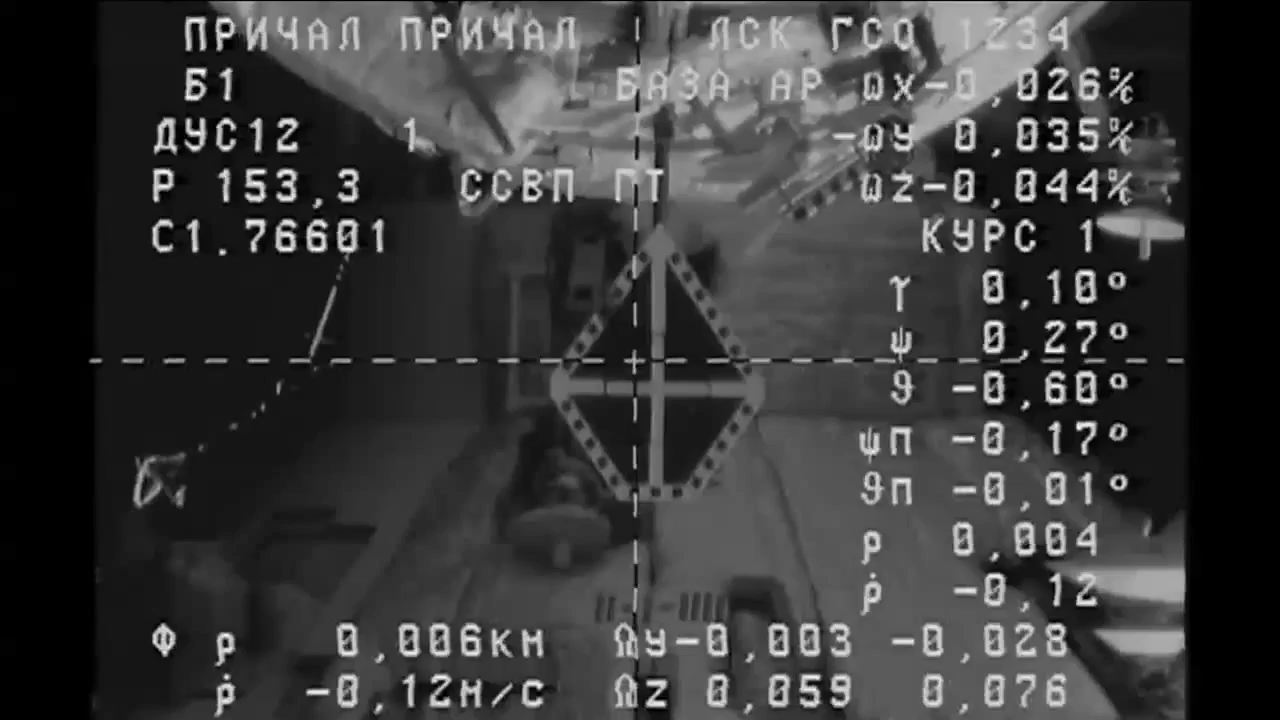 ПРИЧАЛ ПРИЧАЛ ЛСК ГСО 1234
Б1 БАЗА АР ωX-0,026%
ДУС12 1 -ωУ 0,035%
Р 153,3 ССВП ПТ ωZ-0,044%
С1.76601 КУРС 1
γ 0,10°
ψ 0,27°
ϑ -0,60°
ψП -0,17°
ϑП -0,01°
ρ 0,004
ρ̇ -0,12
Ф ρ 0,006КМ ΩУ-0,003 -0,028
ρ̇ -0,12М/С ΩZ 0,059 0,076